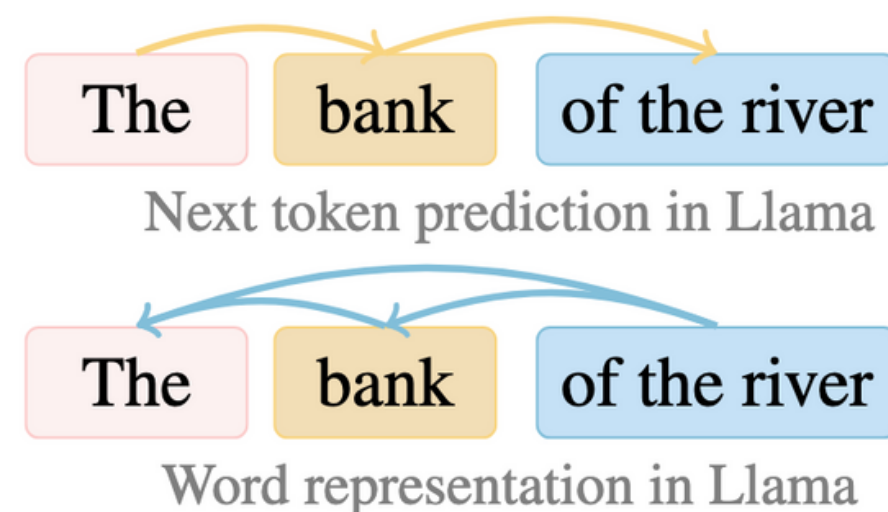 The bank of the river
Next token prediction in Llama
The bank of the river
Word representation in Llama